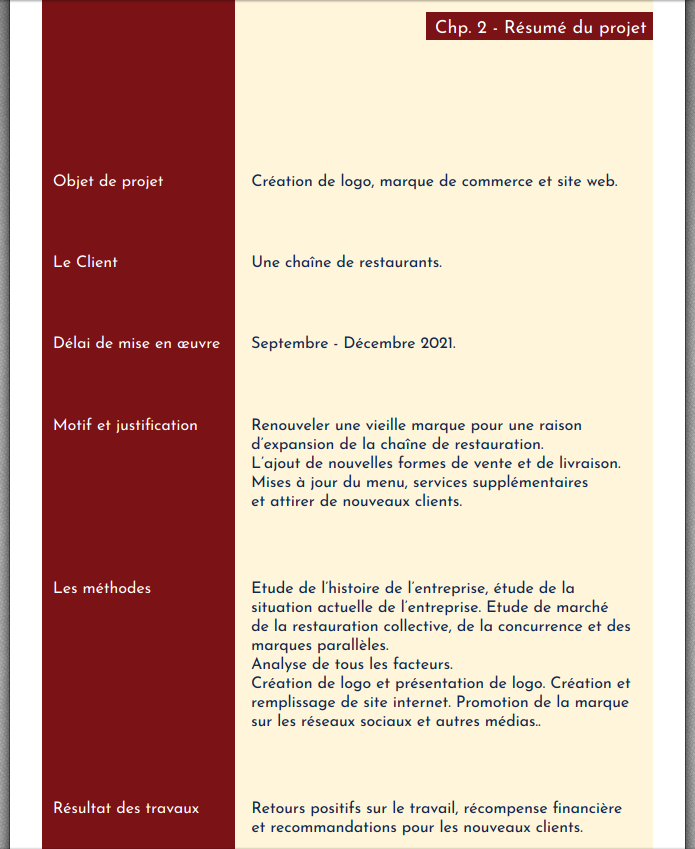 Chp. 2 - Résumé du projet
Objet de projet
Création de logo, marque de commerce et site web.
Le Client
Une chaîne de restaurants.
Délai de mise en œuvre
Septembre - Décembre 2021.
Motif et justification
Renouveler une vieille marque pour une raison
d'expansion de la chaîne de restauration.
L'ajout de nouvelles formes de vente et de livraison.
Mises à jour du menu, services supplémentaires
et attirer de nouveaux clients.
Les méthodes
Etude de l'histoire de l'entreprise, étude de la
situation actuelle de l'entreprise. Etude de marché
de la restauration collective, de la concurrence et des
marques parallèles.
Analyse de tous les facteurs.
Création de logo et présentation de logo. Création et
remplissage de site internet. Promotion de la marque
sur les réseaux sociaux et autres médias..
Résultat des travaux
Retours positifs sur le travail, récompense financière
et recommandations pour les nouveaux clients.